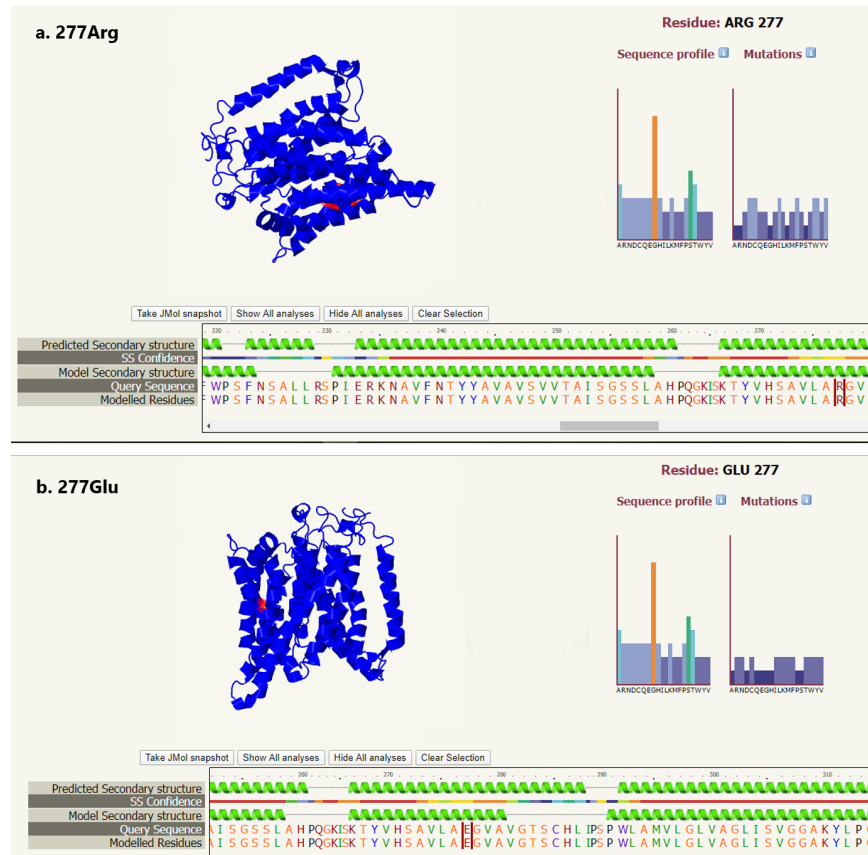 a. 277Arg
Residue: ARG 277
Sequence profile i Mutations i
ARNDCQEGHILKMFPSTWYV ARNDCQEGHILKMFPSTWYV
Take JMol snapshot Show All analyses Hide All analyses Clear Selection
220 230 240 250 260 270
Predicted Secondary structure
SS Confidence
Model Secondary structure
Query Sequence FWPSFNSALLRSPIERKNAVFNTYYAVAVSVVTAISGSSLAHPQGKISKTYVHSAVLARGV
Modelled Residues FWPSFNSALLRSPIERKNAVFNTYYAVAVSVVTAISGSSLAHPQGKISKTYVHSAVLARGV
b. 277Glu
Residue: GLU 277
Sequence profile i Mutations i
ARNDCQEGHILKMFPSTWYV ARNDCQEGHILKMFPSTWYV
Take JMol snapshot Show All analyses Hide All analyses Clear Selection
260 270 280 290 300 310
Predicted Secondary structure
SS Confidence
Model Secondary structure
Query Sequence AISGSSLAHPQGKISKTYVHSAVLAEGVAVGTSCHLIPSPWLAMVLGLVAGLISVGGAKYLP
Modelled Residues AISGSSLAHPQGKISKTYVHSAVLAEGVAVGTSCHLIPSPWLAMVLGLVAGLISVGGAKYLP